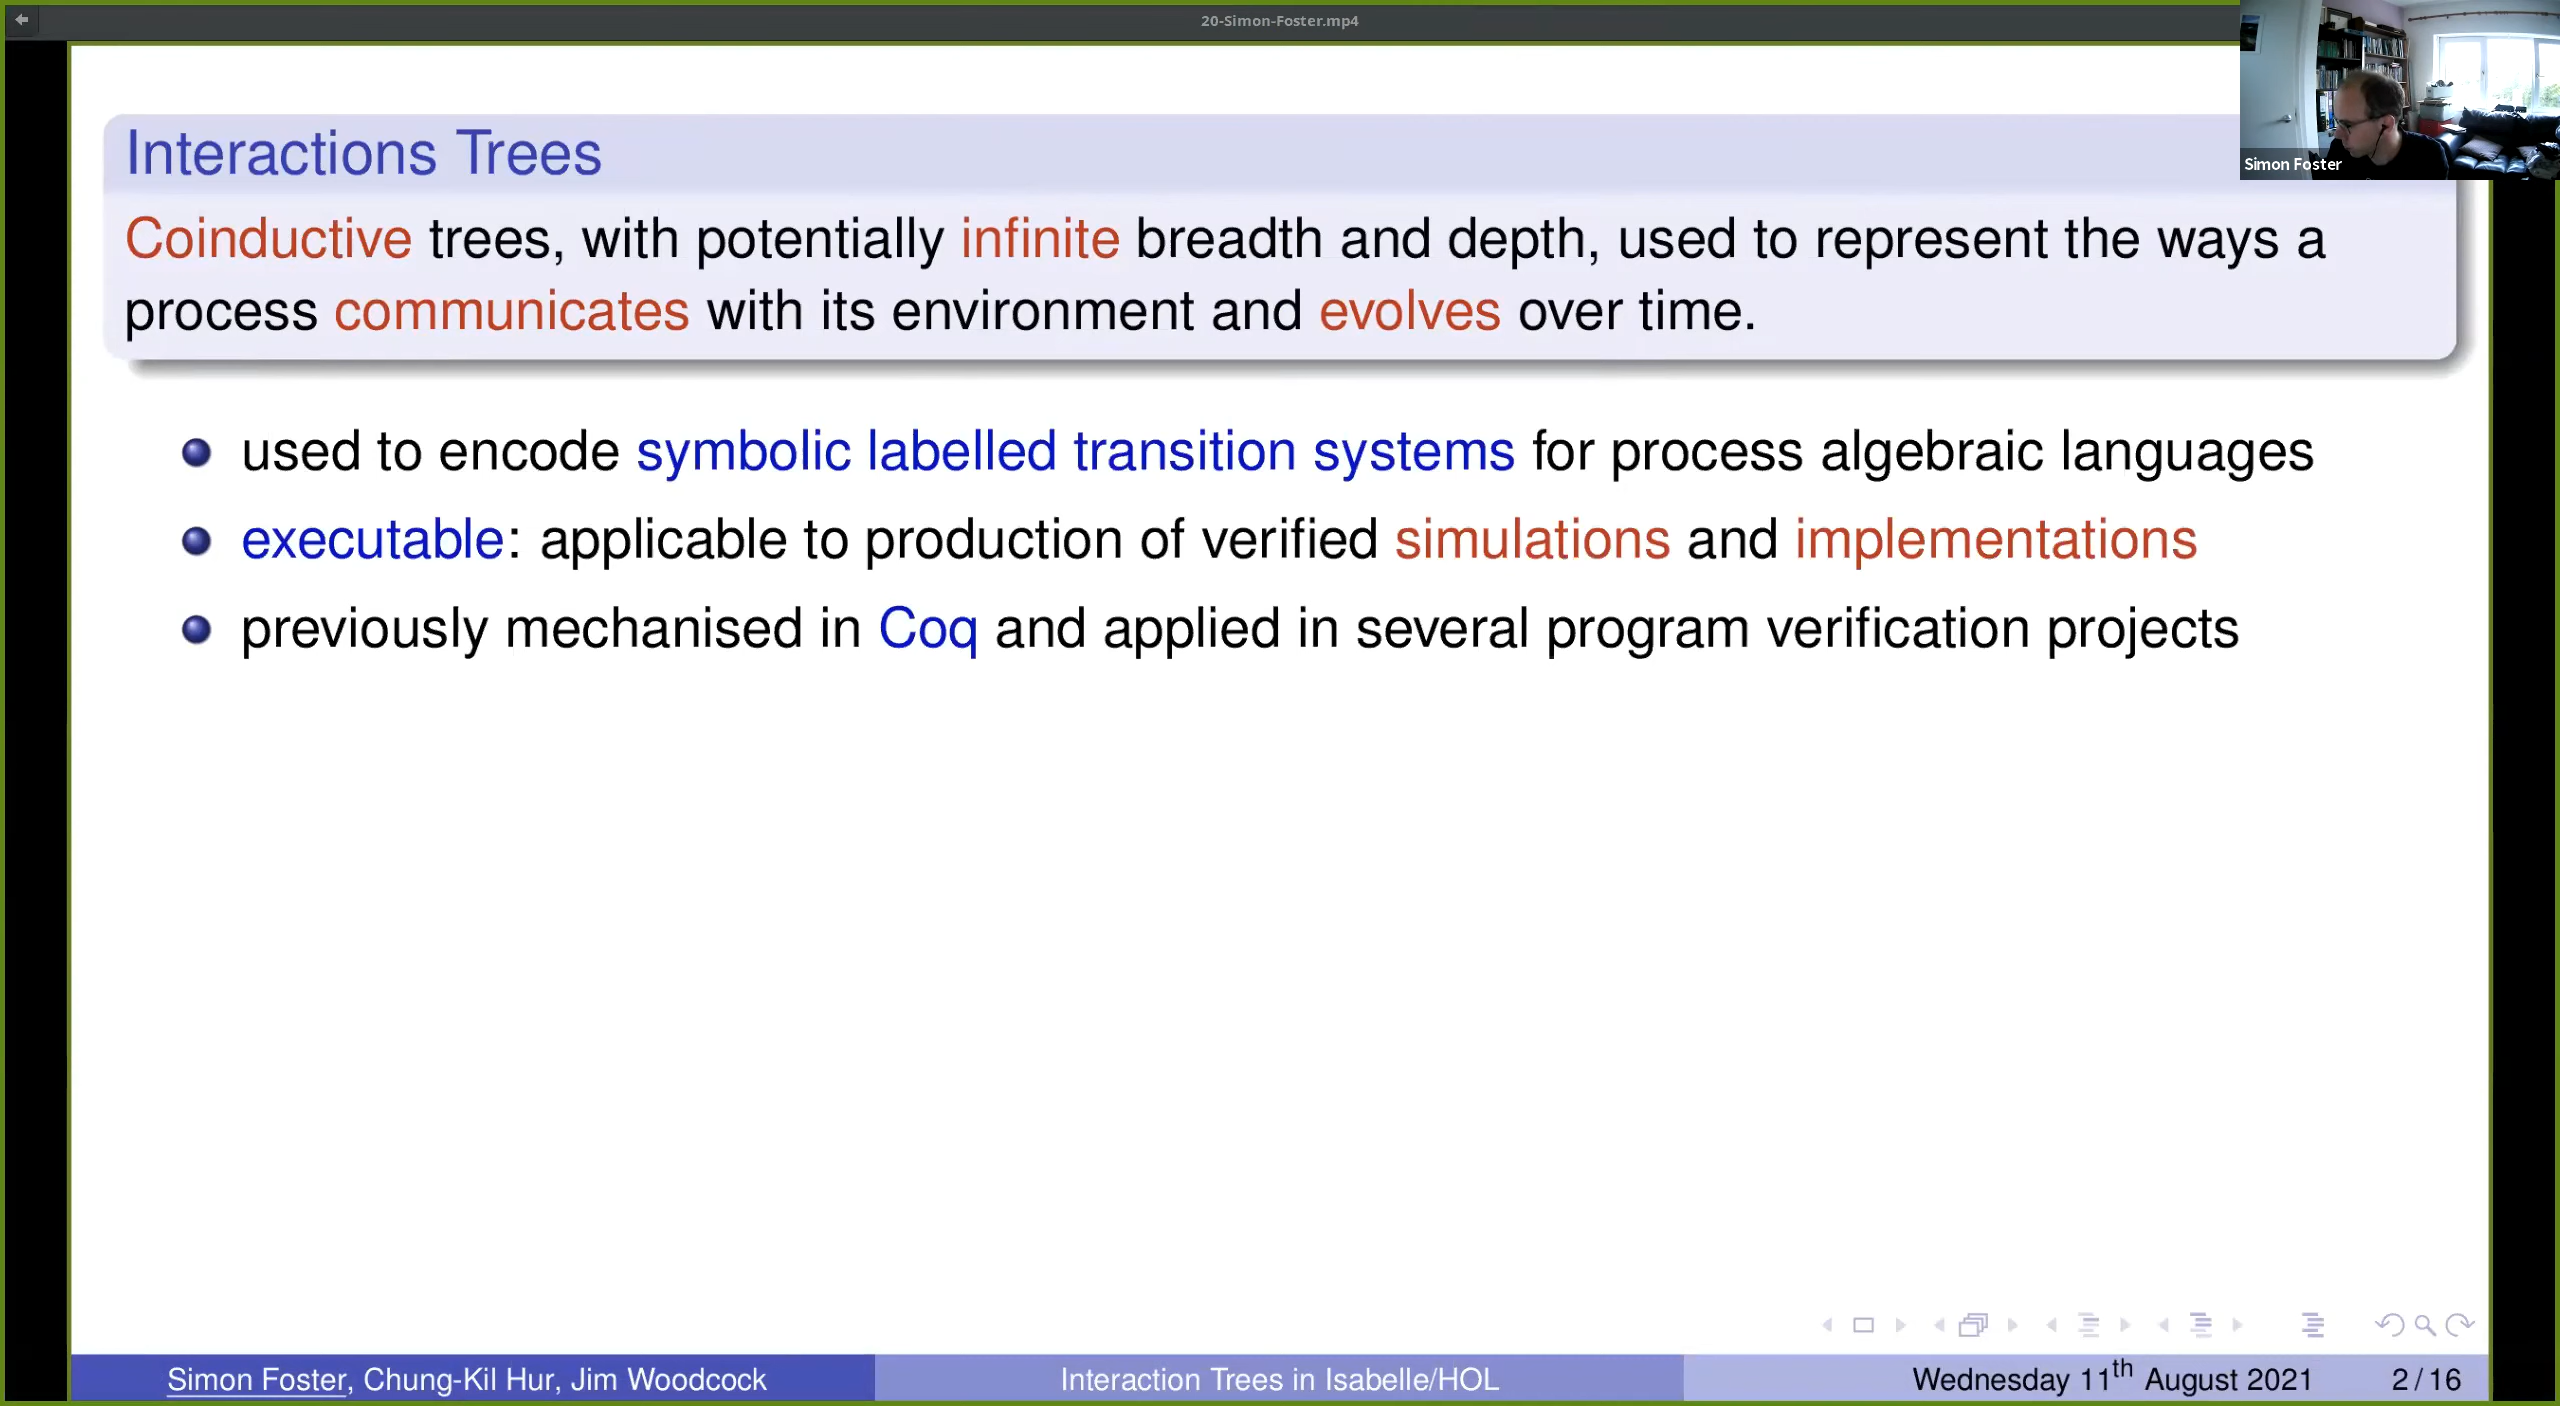 20-Simon-Foster.mp4
Simon Foster
Interactions Trees
Coinductive trees, with potentially infinite breadth and depth, used to represent the ways a
process communicates with its environment and evolves over time.
used to encode symbolic labelled transition systems for process algebraic languages
executable: applicable to production of verified simulations and implementations
previously mechanised in Coq and applied in several program verification projects
Simon Foster, Chung-Kil Hur, Jim Woodcock Interaction Trees in Isabelle/HOL Wednesday 11th August 2021 2/16